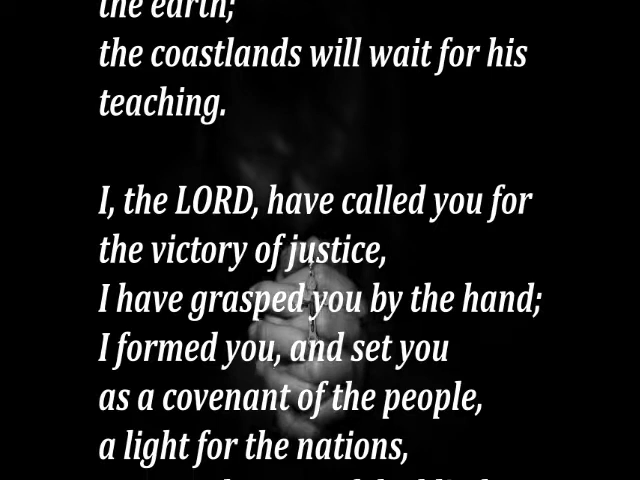 the earth;
the coastlands will wait for his
teaching.
I, the LORD, have called you for
the victory of justice,
I have grasped you by the hand;
I formed you, and set you
as a covenant of the people,
a light for the nations,